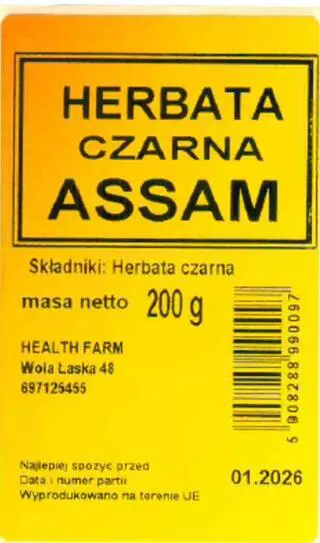 HERBATA
CZARNA
ASSAM
Składniki: Herbata czarna
masa netto 200 g
HEALTH FARM
Wola Łaska 48
697125455
5 908288 990097
Najlepiej spożyć przed
Data i numer partii 01.2026
Wyprodukowano na terenie UE